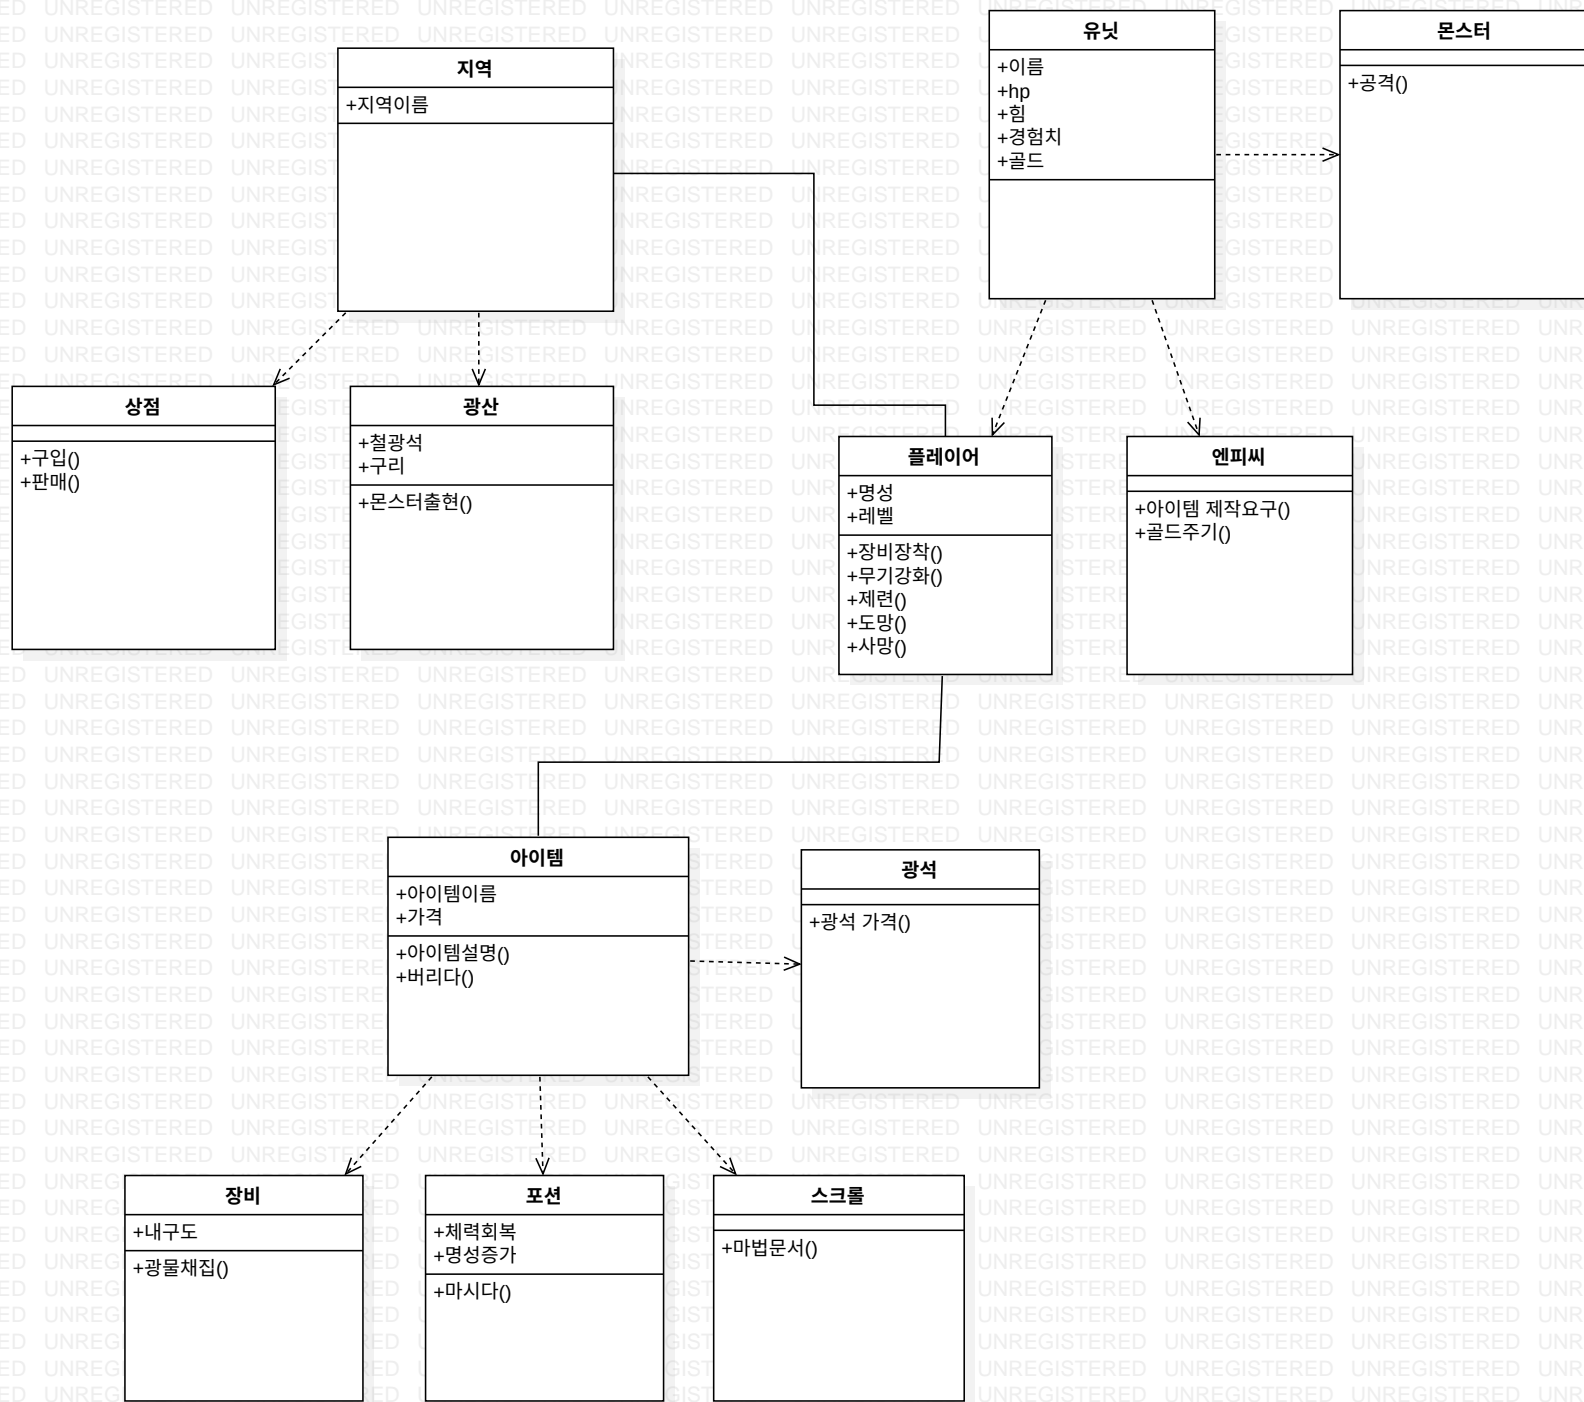 지역
+지역이름
유닛
+이름
+hp
+힘
+경험치
+골드
몬스터
+공격()
상점
+구입()
+판매()
광산
+철광석
+구리
+몬스터출현()
플레이어
+명성
+레벨
+장비장착()
+무기강화()
+제련()
+도망()
+사망()
엔피씨
+아이템 제작요구()
+골드주기()
아이템
+아이템이름
+가격
+아이템설명()
+버리다()
광석
+광석 가격()
장비
+내구도
+광물채집()
포션
+체력회복
+명성증가
+마시다()
스크롤
+마법문서()
UNREGISTERED